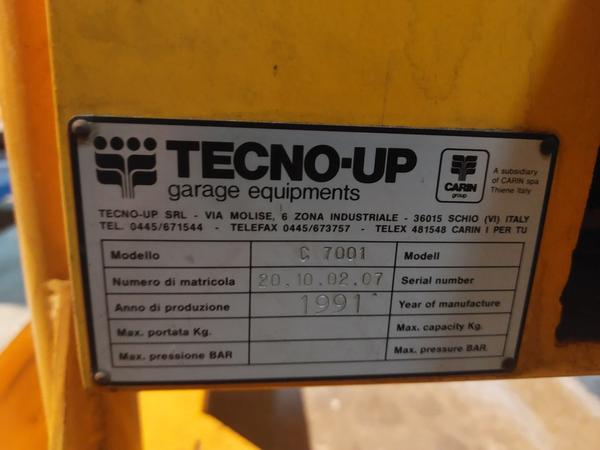 TECNO-UP
garage equipments
CARIN
group
A subsidiary
of CARIN spa
Thiene Italy
TECNO-UP SRL - VIA MOLISE, 6 ZONA INDUSTRIALE - 36015 SCHIO (VI) ITALY
TEL. 0445/671544 - TELEFAX 0445/673757 - TELEX 481548 CARIN I PER TU
Modello C 7001 Modell
Numero di matricola 20.10.02.07 Serial number
Anno di produzione 1991 Year of manufacture
Max. portata Kg. Max. capacity Kg.
Max. pressione BAR Max. pressure BAR.